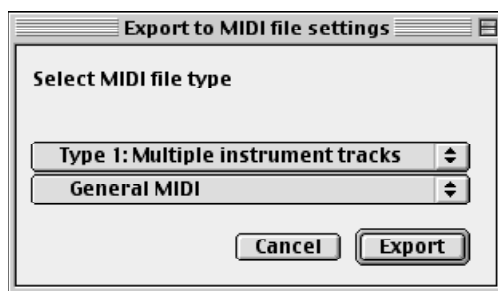 Export to MIDI file settings
Select MIDI file type
Type 1: Multiple instrument tracks
General MIDI
Cancel Export